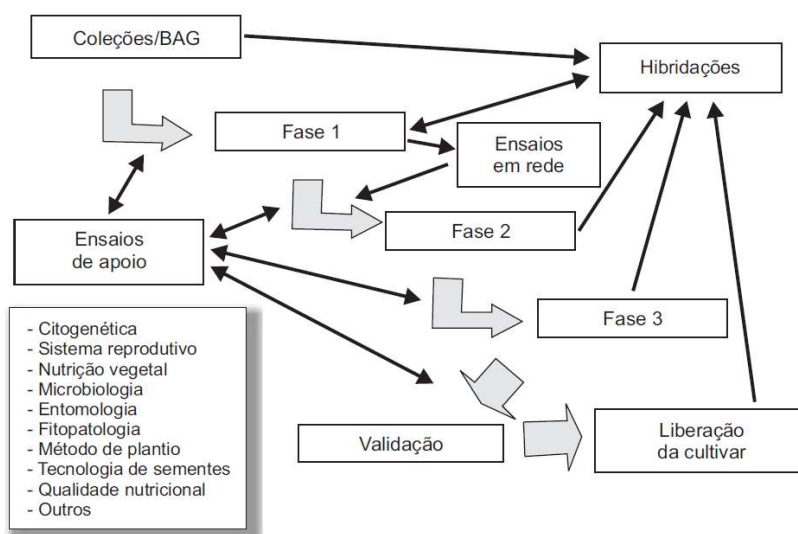 Coleções/BAG
Hibridações
Fase 1
Ensaios
em rede
Fase 2
Ensaios
de apoio
Fase 3
- Citogenética
- Sistema reprodutivo
- Nutrição vegetal
- Microbiologia
- Entomologia
- Fitopatologia
- Método de plantio
- Tecnologia de sementes
- Qualidade nutricional
- Outros
Validação
Liberação
da cultivar